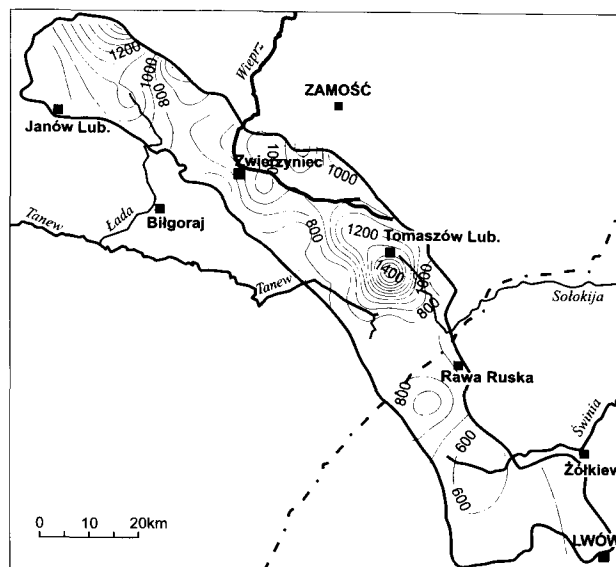 Wieprz
1200
1000
800
ZAMOŚĆ
Janów Lub.
1000
Zwierzyniec
1000
Łada
Biłgoraj
Tanew
800
1200
Tomaszów Lub.
1400
1000
Tanew
800
Sołokija
Rawa Ruska
800
Świnia
600
Żółkiew
600
0 10 20km
LWÓW